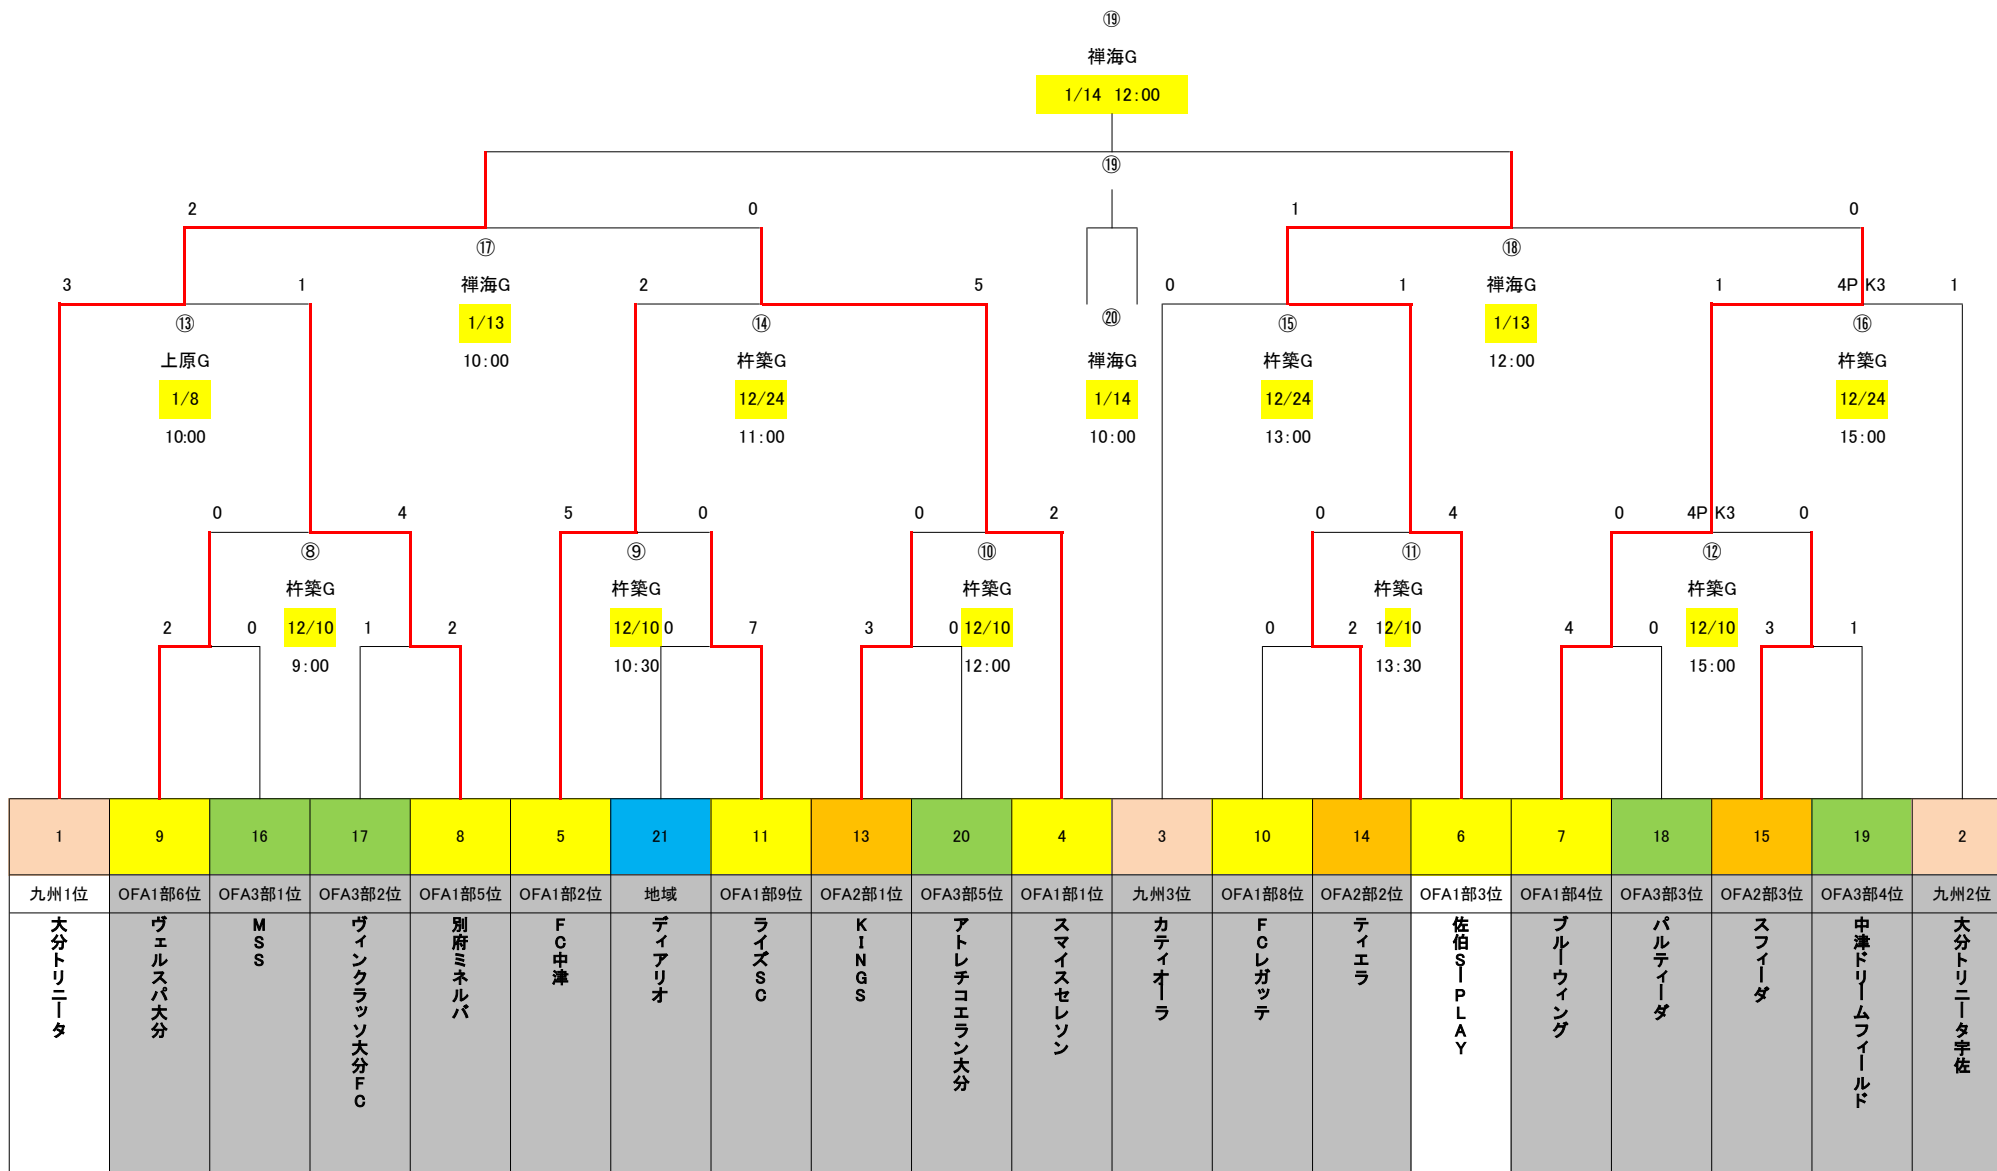 ⑲
禅海G
1/14 12:00
⑲
2 0 1 0
⑰ ⑱
3 1 禅海G 2 5 0 1 禅海G 1 4PK3 1
⑬ 1/13 ⑭ ⑳ ⑮ 1/13 ⑯
上原G 10:00 杵築G 禅海G 杵築G 12:00 杵築G
1/8 12/24 1/14 12/24 12/24
10:00 11:00 10:00 13:00 15:00
0 4 5 0 0 2 0 4 0 4PK3 0
⑧ ⑨ ⑩ ⑪ ⑫
杵築G 杵築G 杵築G 杵築G 杵築G
2 0 12/10 1 2 12/10 0 7 3 0 12/10 0 2 12/10 4 0 12/10 3 1
9:00 10:30 12:00 13:30 15:00
1 9 16 17 8 5 21 11 13 20 4 3 10 14 6 7 18 15 19 2
九州1位 OFA1部6位 OFA3部1位 OFA3部2位 OFA1部5位 OFA1部2位 地域 OFA1部9位 OFA2部1位 OFA3部5位 OFA1部1位 九州3位 OFA1部8位 OFA2部2位 OFA1部3位 OFA1部4位 OFA3部3位 OFA2部3位 OFA3部4位 九州2位
大分トリニータ
ヴェルスパ大分
MSS
ヴィンクラッソ大分FC
別府ミネルバ
FC中津
ディアリオ
ライズSC
KINGS
アトレチコエラン大分
スマイスセレソン
カティオーラ
FCレガッテ
ティエラ
佐伯S-PLAY
ブルーウィング
パルティーダ
スフィーダ
中津ドリームフィールド
大分トリニータ宇佐